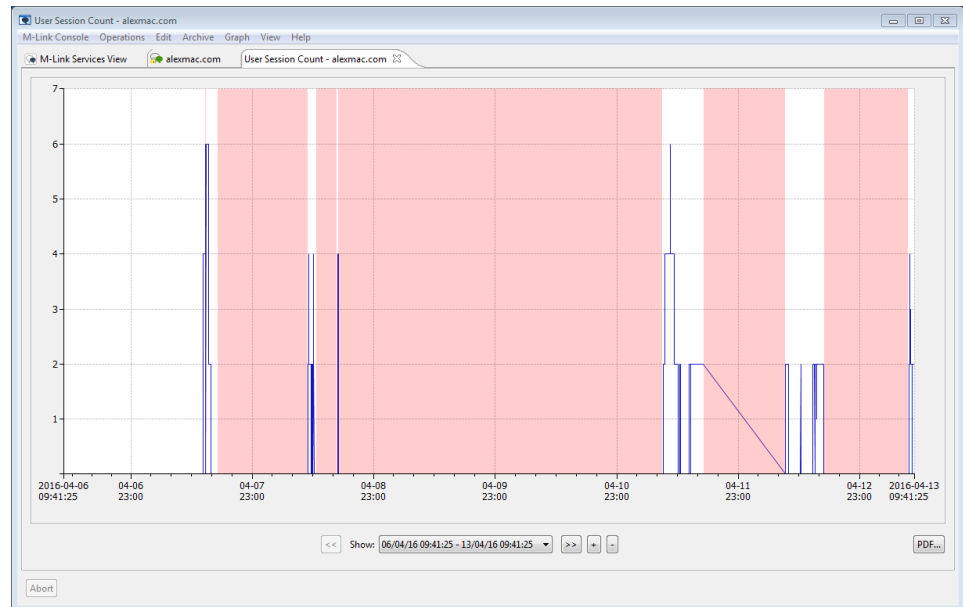 User Session Count - alexmac.com
M-Link Console Operations Edit Archive Graph View Help
M-Link Services View alexmac.com User Session Count - alexmac.com
7
6
5
4
3
2
1
2016-04-06 04-06 04-07 04-08 04-09 04-10 04-11 04-12 2016-04-13
09:41:25 23:00 23:00 23:00 23:00 23:00 23:00 23:00 09:41:25
<< Show: 06/04/16 09:41:25 - 13/04/16 09:41:25 >> + - PDF...
Abort